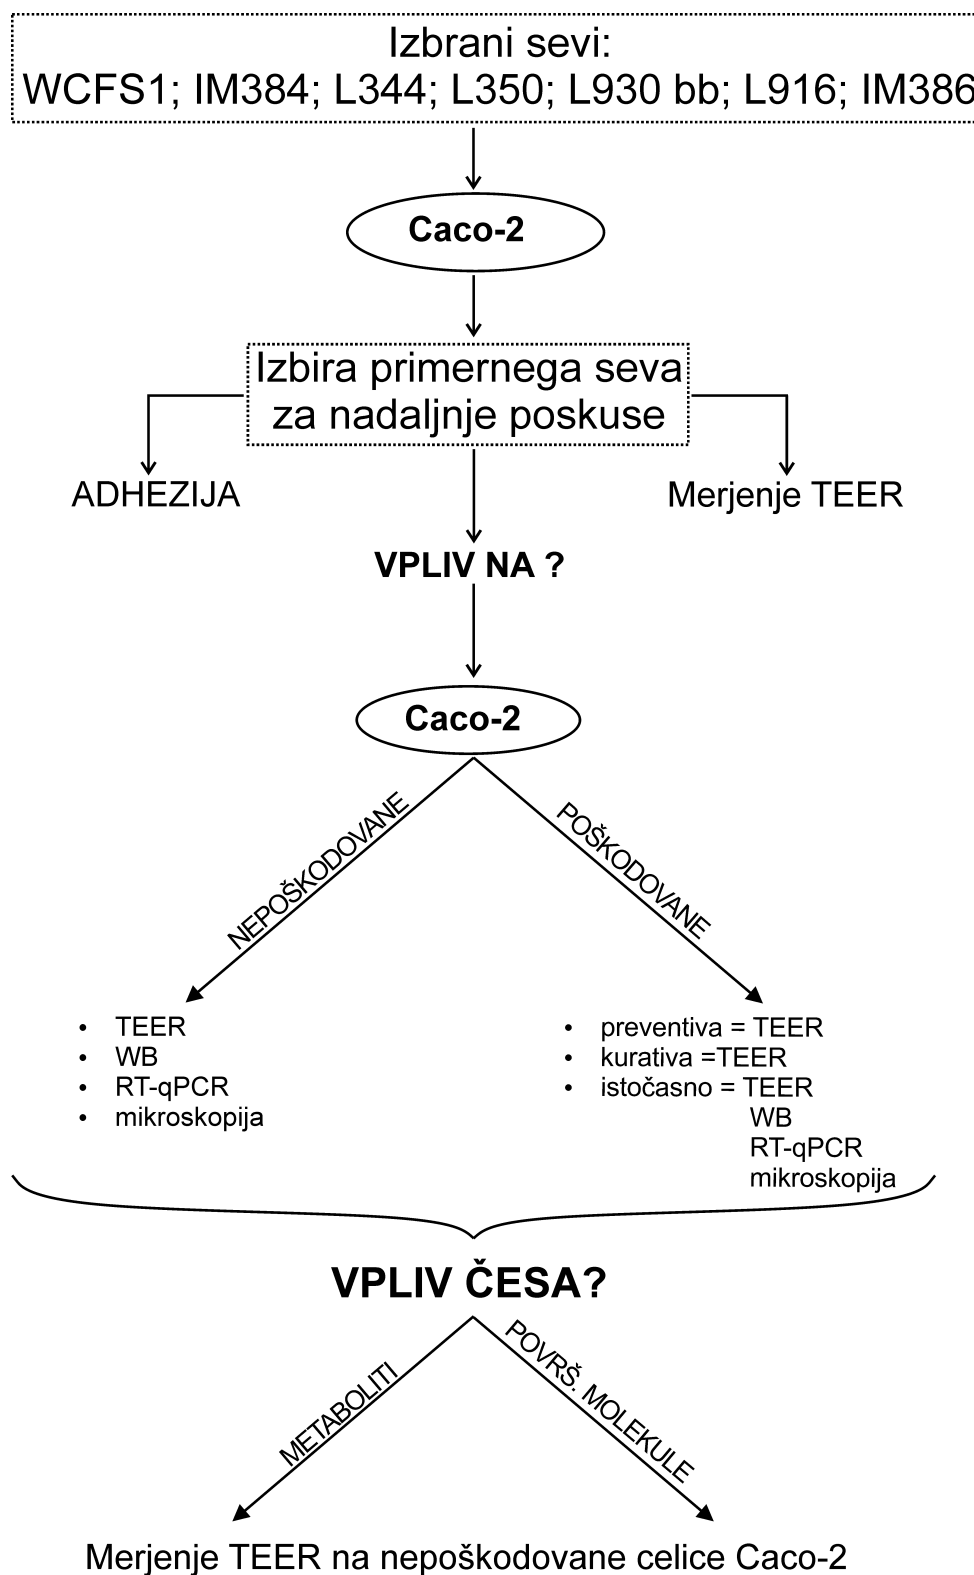 Izbrani sevi:
WCFS1; IM384; L344; L350; L930 bb; L916; IM386
Caco-2
Izbira primernega seva
za nadaljnje poskuse
ADHEZIJA
Merjenje TEER
VPLIV NA ?
Caco-2
NEPOŠKODOVANE
POŠKODOVANE
• TEER
• WB
• RT-qPCR
• mikroskopija
• preventiva = TEER
• kurativa =TEER
• istočasno = TEER
WB
RT-qPCR
mikroskopija
VPLIV ČESA?
METABOLITI
POVRŠ. MOLEKULE
Merjenje TEER na nepoškodovane celice Caco-2